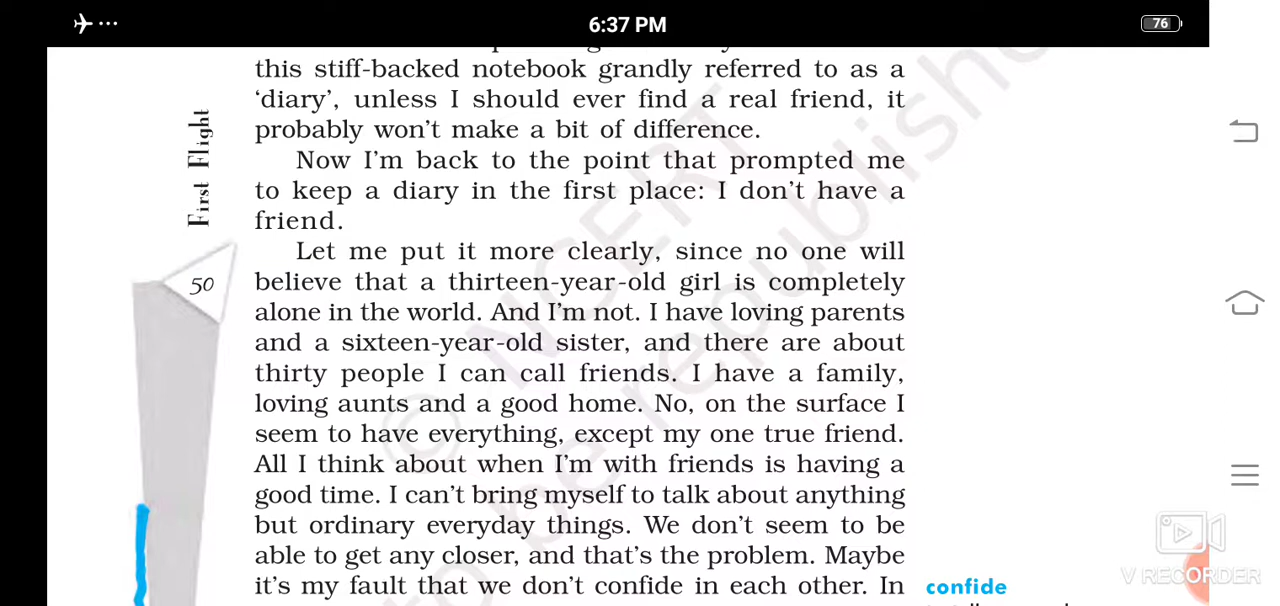 6:37 PM
76
this stiff-backed notebook grandly referred to as a
‘diary’, unless I should ever find a real friend, it
probably won’t make a bit of difference.
Now I’m back to the point that prompted me
to keep a diary in the first place: I don’t have a
friend.
Let me put it more clearly, since no one will
believe that a thirteen-year-old girl is completely
alone in the world. And I’m not. I have loving parents
and a sixteen-year-old sister, and there are about
thirty people I can call friends. I have a family,
loving aunts and a good home. No, on the surface I
seem to have everything, except my one true friend.
All I think about when I’m with friends is having a
good time. I can’t bring myself to talk about anything
but ordinary everyday things. We don’t seem to be
able to get any closer, and that’s the problem. Maybe
it’s my fault that we don’t confide in each other. In
confide
First Flight
50
© NCERT
to be republished
V RECORDER